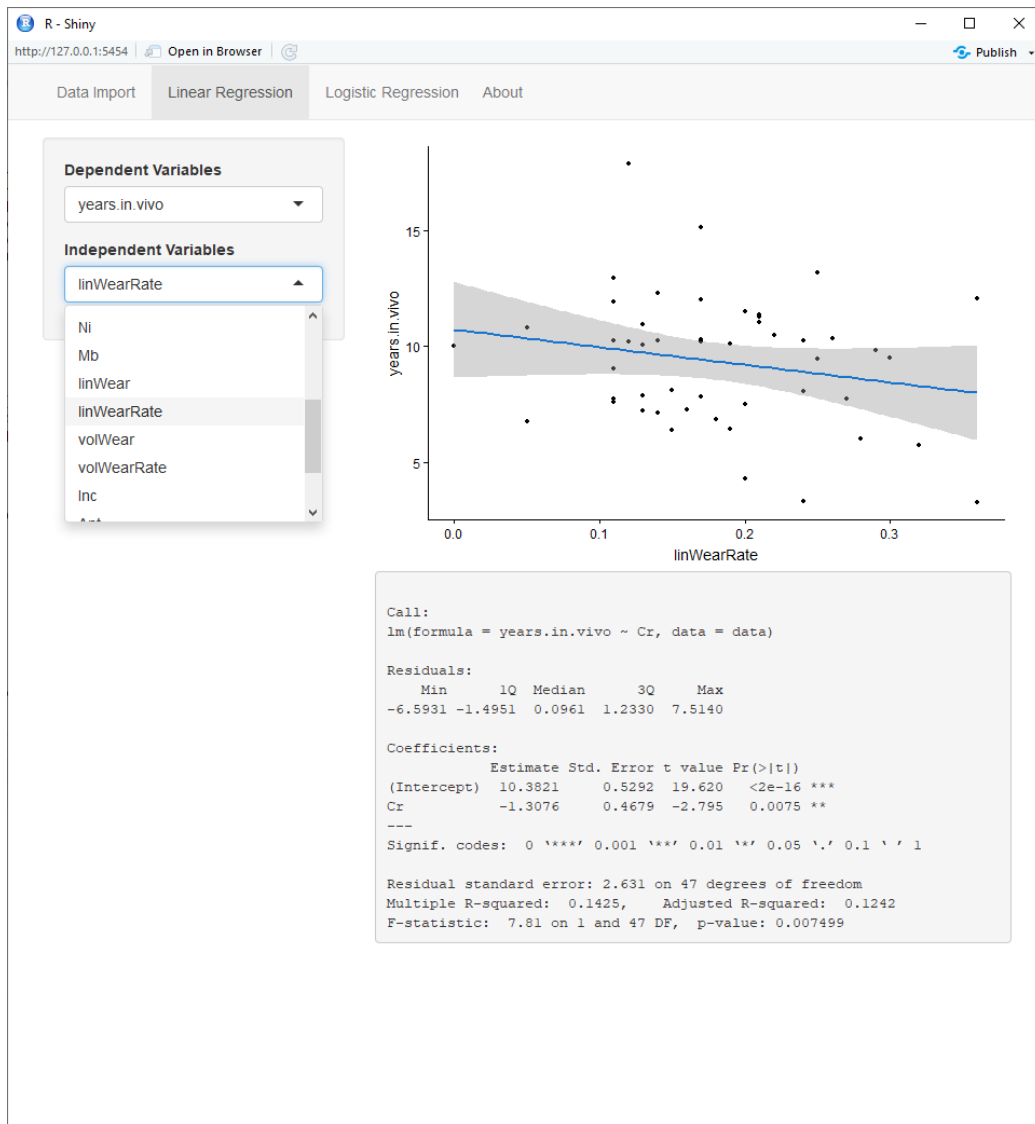 R - Shiny
http://127.0.0.1:5454 Open in Browser Publish
Data Import Linear Regression Logistic Regression About
Dependent Variables
years.in.vivo
Independent Variables
linWearRate
Ni
Mb
linWear
linWearRate
volWear
volWearRate
Inc
years.in.vivo
15
10
5
0.0 0.1 0.2 0.3
linWearRate
Call:
lm(formula = years.in.vivo ~ Cr, data = data)
Residuals:
Min 1Q Median 3Q Max
-6.5931 -1.4951 0.0961 1.2330 7.5140
Coefficients:
Estimate Std. Error t value Pr(>|t|)
(Intercept) 10.3821 0.5292 19.620 <2e-16 ***
Cr -1.3076 0.4679 -2.795 0.0075 **
---
Signif. codes: 0 ‘***’ 0.001 ‘**’ 0.01 ‘*’ 0.05 ‘.’ 0.1 ‘ ’ 1
Residual standard error: 2.631 on 47 degrees of freedom
Multiple R-squared: 0.1425, Adjusted R-squared: 0.1242
F-statistic: 7.81 on 1 and 47 DF, p-value: 0.007499